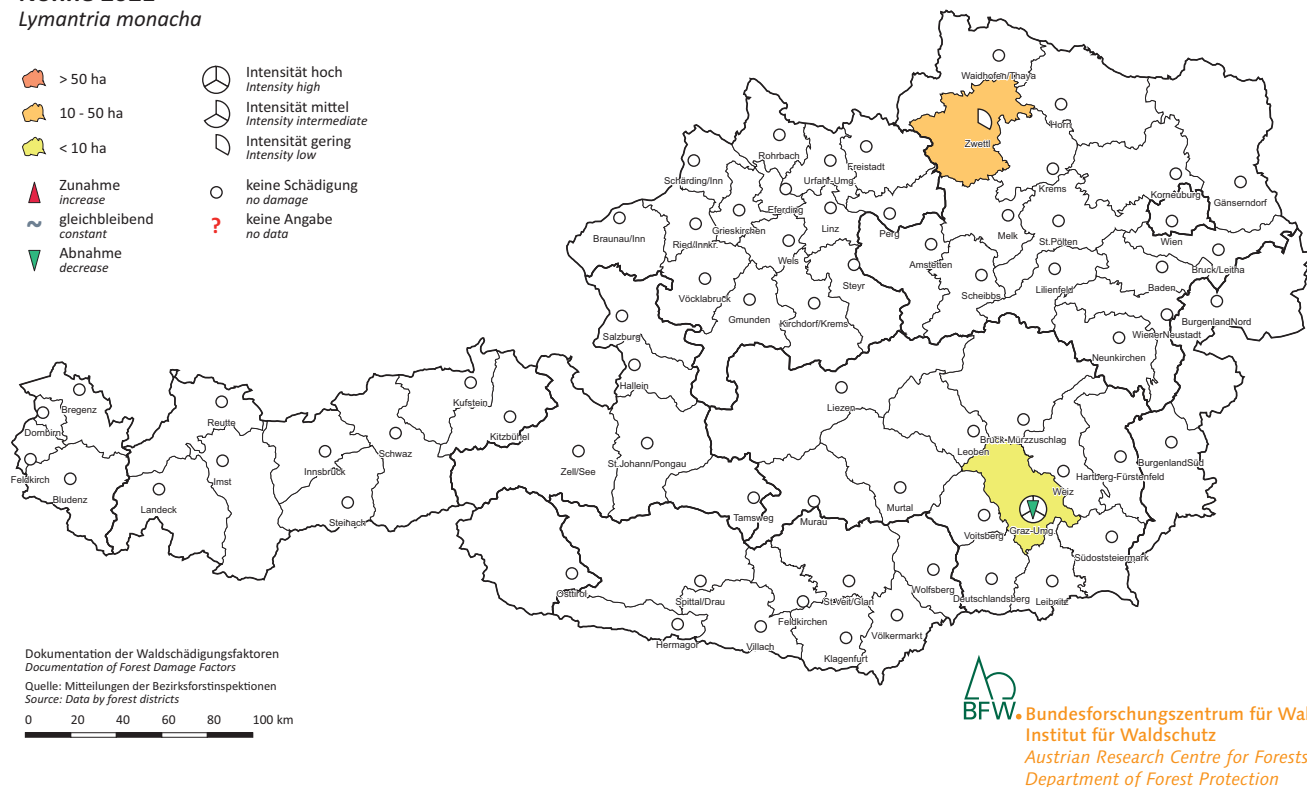 Lymantria monacha
> 50 ha
10 - 50 ha
< 10 ha
Zunahme
increase
gleichbleibend
constant
Abnahme
decrease
Intensität hoch
Intensity high
Intensität mittel
Intensity intermediate
Intensität gering
Intensity low
keine Schädigung
no damage
? keine Angabe
no data
Waidhofen/Thaya
Zwettl
Horn
Krems
Korneuburg
Gänserndorf
Wien
Rohrbach
Urfahr-Umg.
Freistadt
Schärding/Inn
Eferding
Grieskirchen
Linz
Perg
Braunau/Inn
Ried/Innkr.
Wels
Steyr
Vöcklabruck
Gmunden
Kirchdorf/Krems
Amstetten
Melk
St.Pölten
Scheibbs
Lilienfeld
Baden
Bruck/Leitha
WienerNeustadt
BurgenlandNord
Neunkirchen
Salzburg
Hallein
Liezen
Bregenz
Dornbirn
Feldkirch
Bludenz
Reutte
Imst
Landeck
Innsbruck
Steinack
Schwaz
Kufstein
Kitzbühel
Zell/See
St.Johann/Pongau
Tamsweg
Murau
Murtal
Leoben
Bruck-Mürzzuschlag
Weiz
Hartberg-Fürstenfeld
BurgenlandSüd
Voitsberg
Graz-Umg.
Südoststeiermark
Deutschlandsberg
Leibnitz
Osttirol
Spittal/Drau
Hermagor
Villach
Feldkirchen
St.Veit/Glan
Klagenfurt
Völkermarkt
Wolfsberg
Dokumentation der Waldschädigungsfaktoren
Documentation of Forest Damage Factors
Quelle: Mitteilungen der Bezirksforstinspektionen
Source: Data by forest districts
0 20 40 60 80 100 km
BFW.
Bundesforschungszentrum für Wal
Institut für Waldschutz
Austrian Research Centre for Forests
Department of Forest Protection